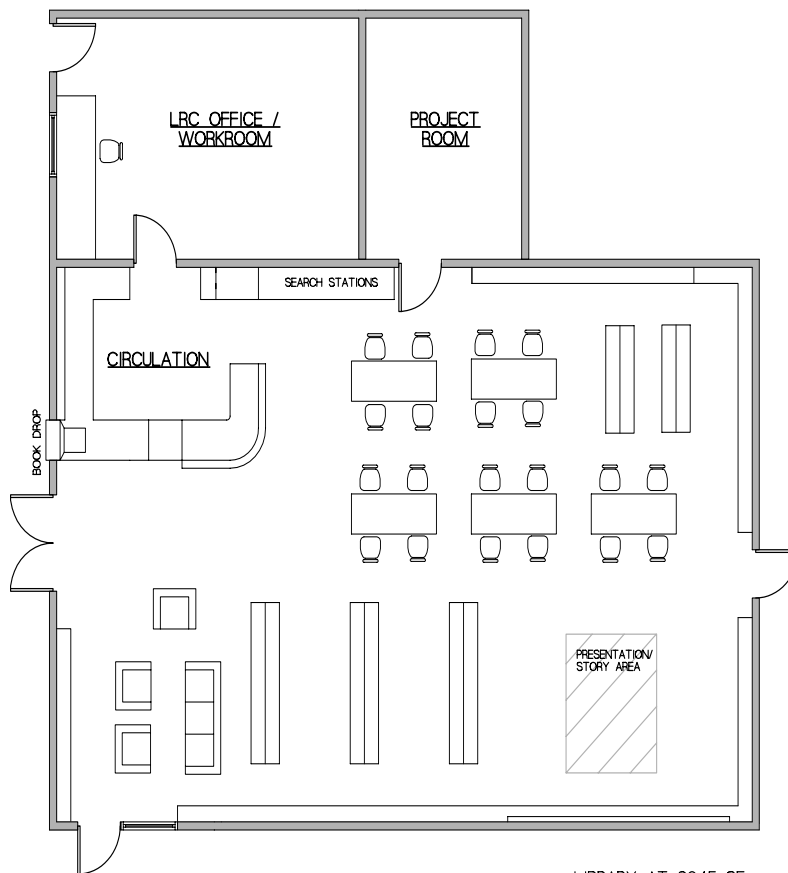 LRC OFFICE /
WORKROOM
PROJECT
ROOM
SEARCH STATIONS
CIRCULATION
BOOK DROP
PRESENTATION/
STORY AREA